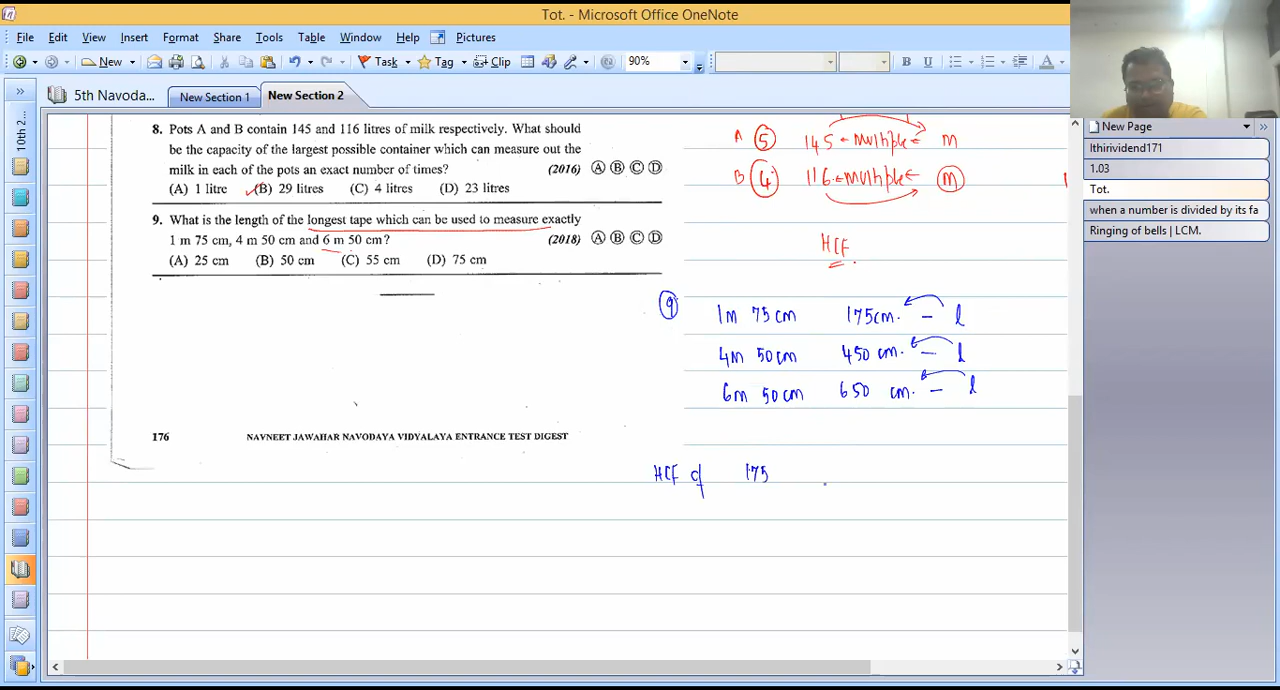 Tot. - Microsoft Office OneNote
File Edit View Insert Format Share Tools Table Window Help Pictures
New Task Tag Clip 90% B U A
5th Navoda... New Section 1 New Section 2
10th 2...
New Page
lthirividend171
1.03
Tot.
when a number is divided by its fa
Ringing of bells | LCM.
8. Pots A and B contain 145 and 116 litres of milk respectively. What should
be the capacity of the largest possible container which can measure out the
milk in each of the pots an exact number of times? (2016) A B C D
(A) 1 litre (B) 29 litres (C) 4 litres (D) 23 litres
9. What is the length of the longest tape which can be used to measure exactly
1 m 75 cm, 4 m 50 cm and 6 m 50 cm? (2018) A B C D
(A) 25 cm (B) 50 cm (C) 55 cm (D) 75 cm
176 NAVNEET JAWAHAR NAVODAYA VIDYALAYA ENTRANCE TEST DIGEST
A 5 145 multiple m
B 4 116 multiple m
HCF
9 1m 75 cm 175cm. – l
4m 50 cm 450 cm. – l
6m 50 cm 650 cm. – l
HCF of 175